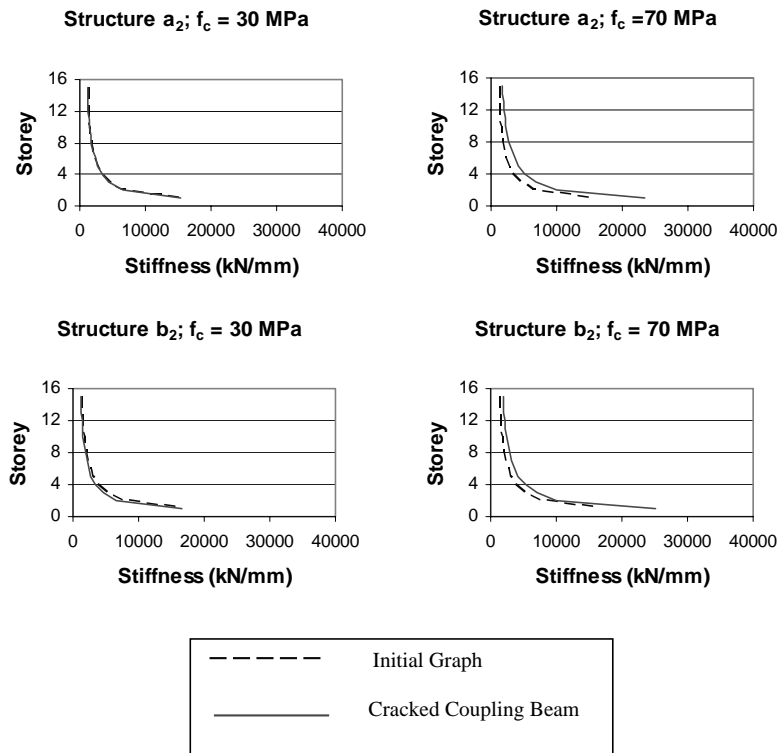 Structure a2; fc = 30 MPa
Storey
16
12
8
4
0
0 10000 20000 30000 40000
Stiffness (kN/mm)
Structure a2; fc =70 MPa
Storey
16
12
8
4
0
0 10000 20000 30000 40000
Stiffness (kN/mm)
Structure b2; fc = 30 MPa
Storey
16
12
8
4
0
0 10000 20000 30000 40000
Stiffness (kN/mm)
Structure b2; fc = 70 MPa
Storey
16
12
8
4
0
0 10000 20000 30000 40000
Stiffness (kN/mm)
Initial Graph
Cracked Coupling Beam